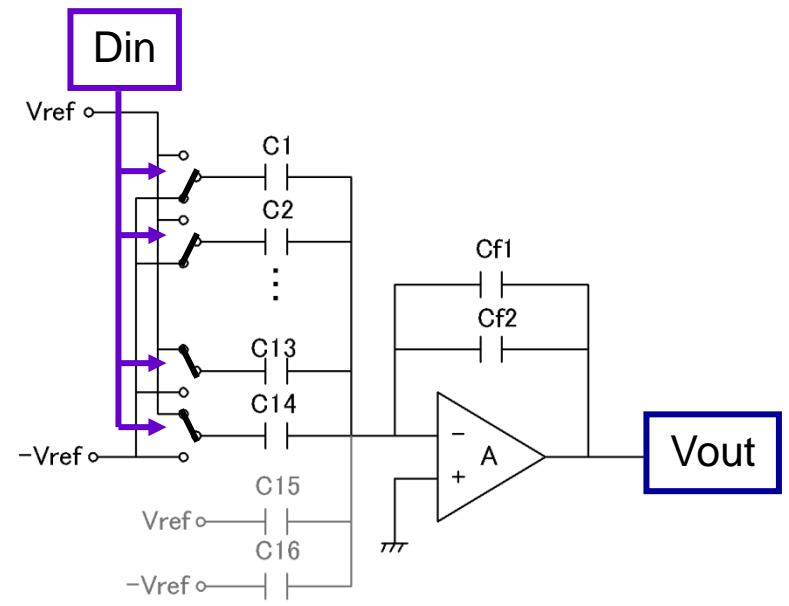 Din
Vref
C1
C2
⋮
Cf1
Cf2
C13
C14
−Vref
− A +
Vout
C15
Vref
C16
−Vref